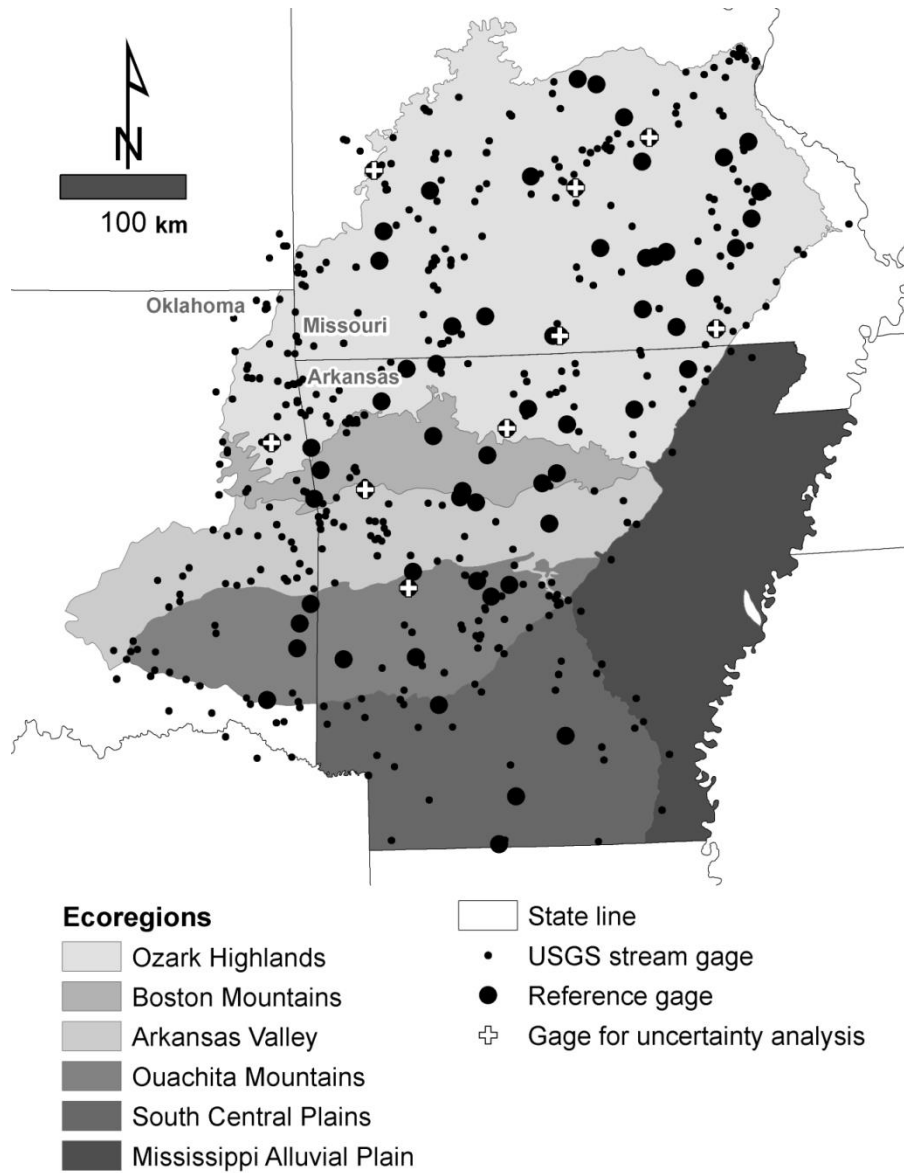 N
100 km
Oklahoma
Missouri
Arkansas
Ecoregions
Ozark Highlands
Boston Mountains
Arkansas Valley
Ouachita Mountains
South Central Plains
Mississippi Alluvial Plain
State line
USGS stream gage
Reference gage
Gage for uncertainty analysis